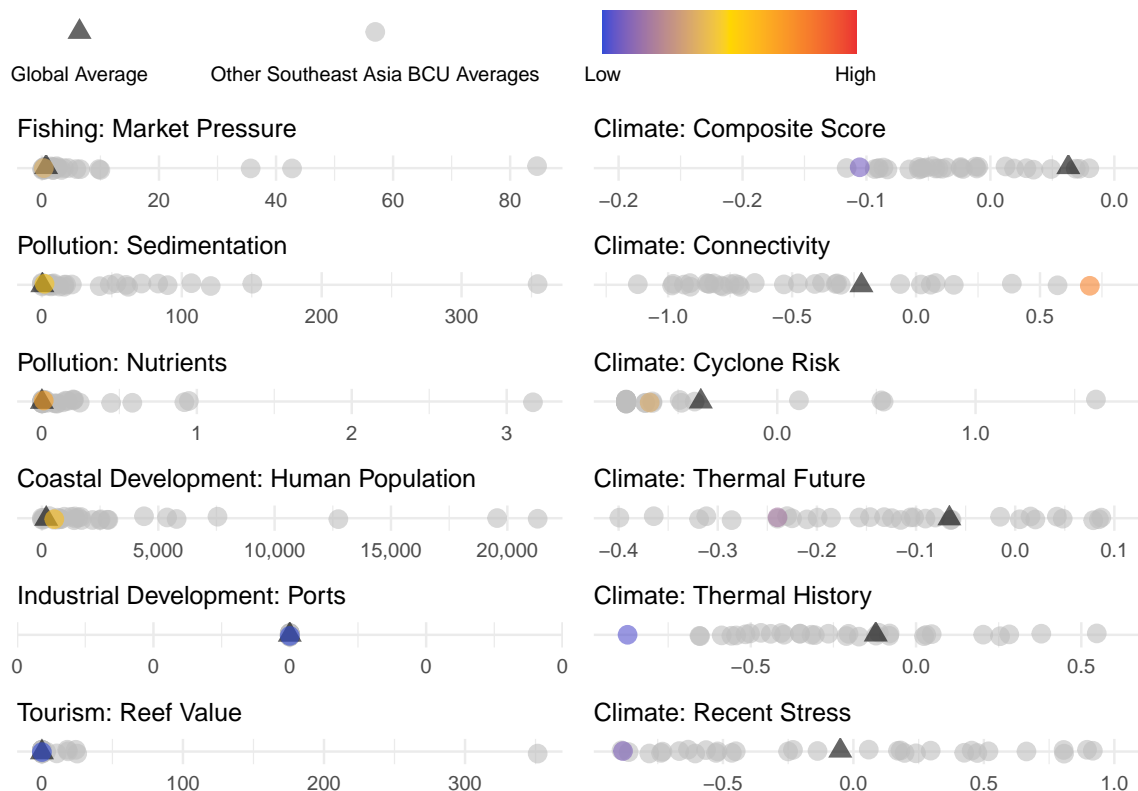 Global Average
Other Southeast Asia BCU Averages
Low
High
Fishing: Market Pressure
0 20 40 60 80
Climate: Composite Score
−0.2 −0.2 −0.1 0.0 0.0
Pollution: Sedimentation
0 100 200 300
Climate: Connectivity
−1.0 −0.5 0.0 0.5
Pollution: Nutrients
0 1 2 3
Climate: Cyclone Risk
0.0 1.0
Coastal Development: Human Population
0 5,000 10,000 15,000 20,000
Climate: Thermal Future
−0.4 −0.3 −0.2 −0.1 0.0 0.1
Industrial Development: Ports
0 0 0 0 0
Climate: Thermal History
−0.5 0.0 0.5
Tourism: Reef Value
0 100 200 300
Climate: Recent Stress
−0.5 0.0 0.5 1.0